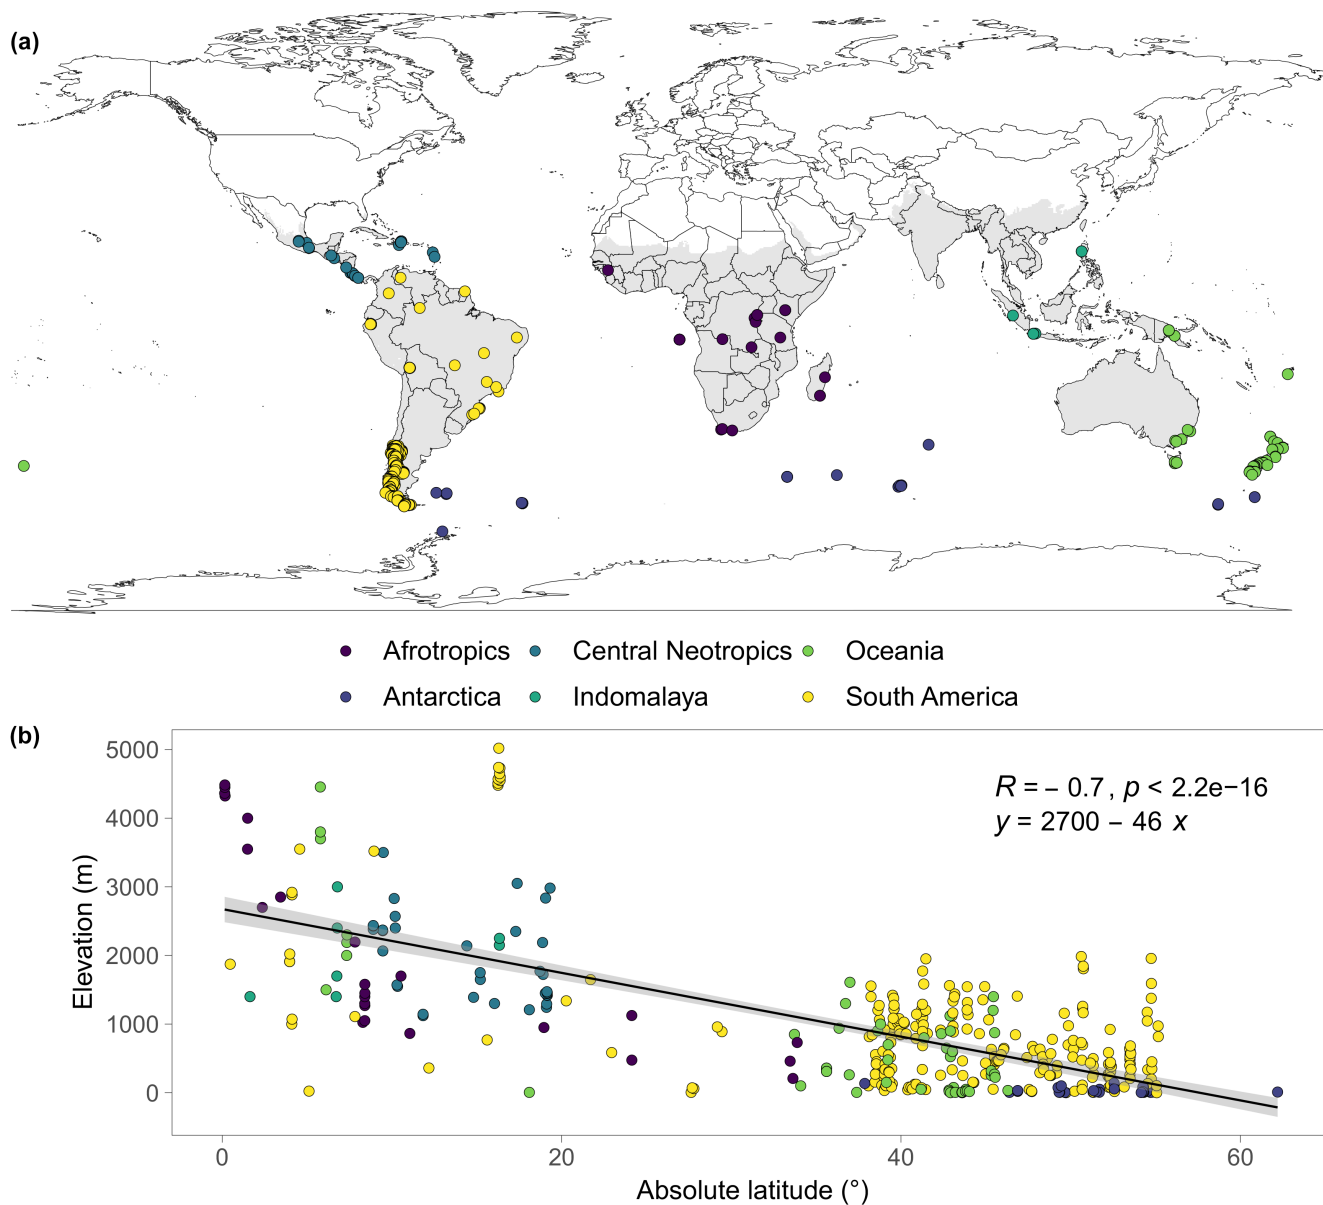 (a)
Afrotropics Central Neotropics Oceania
Antarctica Indomalaya South America
(b)
R = − 0.7 , p < 2.2e−16
y = 2700 − 46 x
5000
4000
3000
2000
1000
0
Elevation (m)
0 20 40 60
Absolute latitude (°)